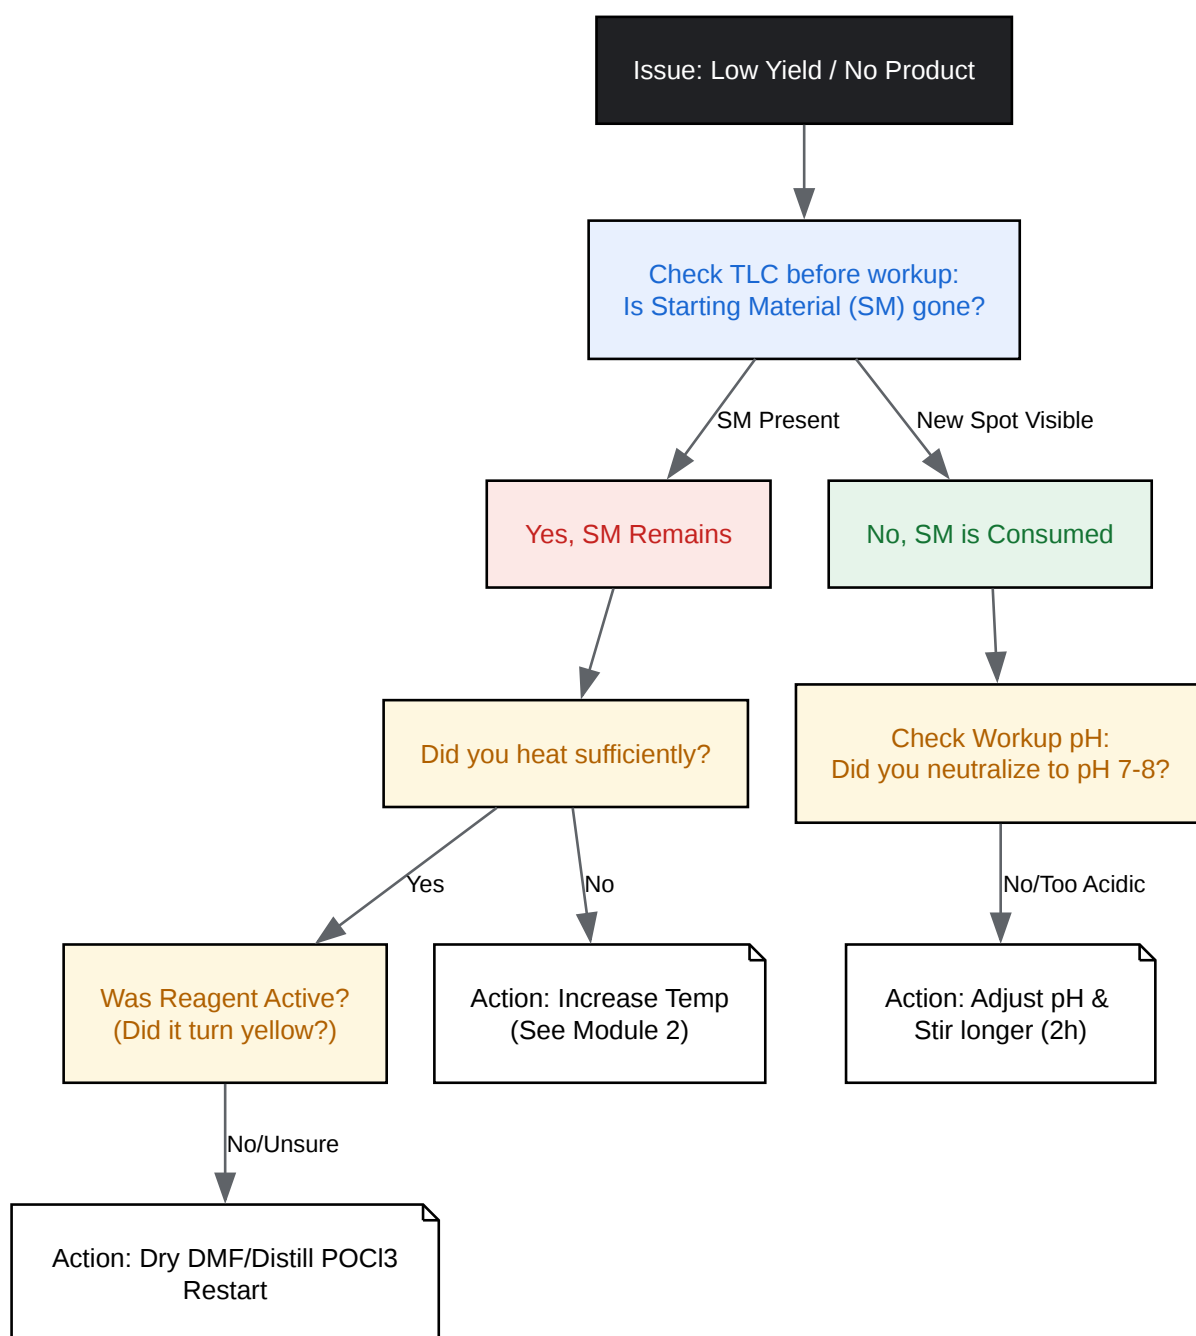 Issue: Low Yield / No Product
Check TLC before workup:
Is Starting Material (SM) gone?
SM Present
New Spot Visible
Yes, SM Remains
No, SM is Consumed
Did you heat sufficiently?
Check Workup pH:
Did you neutralize to pH 7-8?
Yes
No
No/Too Acidic
Was Reagent Active?
(Did it turn yellow?)
Action: Increase Temp
(See Module 2)
Action: Adjust pH &
Stir longer (2h)
No/Unsure
Action: Dry DMF/Distill POCl3
Restart